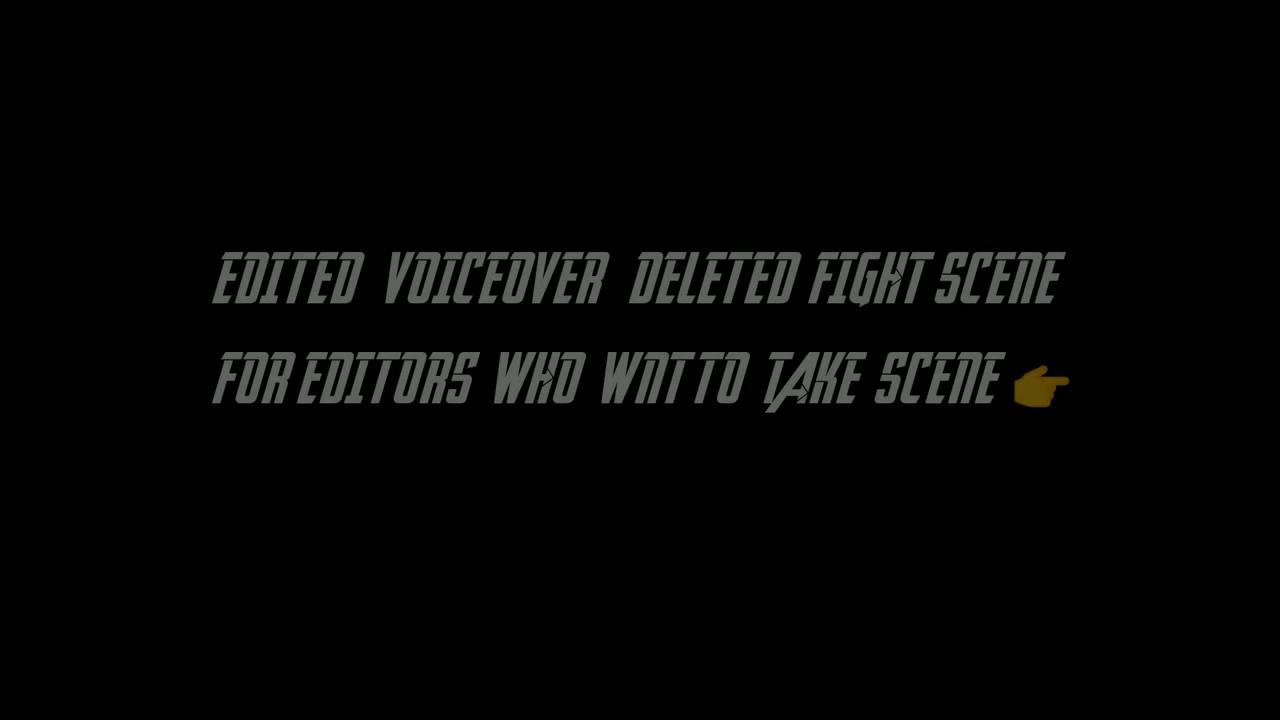 EDITED VOICEOVER DELETED FIGHT SCENE
FOR EDITORS WHO WNT TO TAKE SCENE 👉